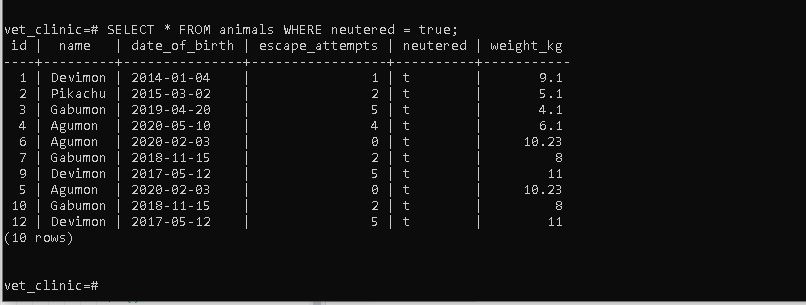 vet_clinic=# SELECT * FROM animals WHERE neutered = true;
 id |  name   | date_of_birth | escape_attempts | neutered | weight_kg
----+---------+---------------+-----------------+----------+-----------
  1 | Devimon | 2014-01-04    |               1 | t        |       9.1
  2 | Pikachu | 2015-03-02    |               2 | t        |       5.1
  3 | Gabumon | 2019-04-20    |               5 | t        |       4.1
  4 | Agumon  | 2020-05-10    |               4 | t        |       6.1
  6 | Agumon  | 2020-02-03    |               0 | t        |     10.23
  7 | Gabumon | 2018-11-15    |               2 | t        |         8
  9 | Devimon | 2017-05-12    |               5 | t        |        11
  5 | Agumon  | 2020-02-03    |               0 | t        |     10.23
 10 | Gabumon | 2018-11-15    |               2 | t        |         8
 12 | Devimon | 2017-05-12    |               5 | t        |        11
(10 rows)
vet_clinic=#